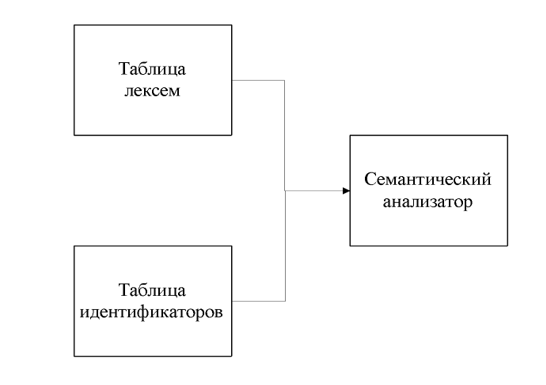 Таблица
лексем
Семантический
анализатор
Таблица
идентификаторов